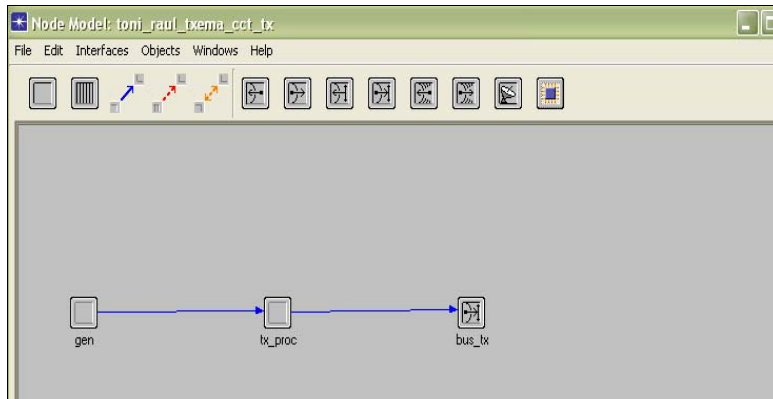 Node Model: toni_raul_txema_cct_tx
File Edit Interfaces Objects Windows Help
gen tx_proc bus_tx